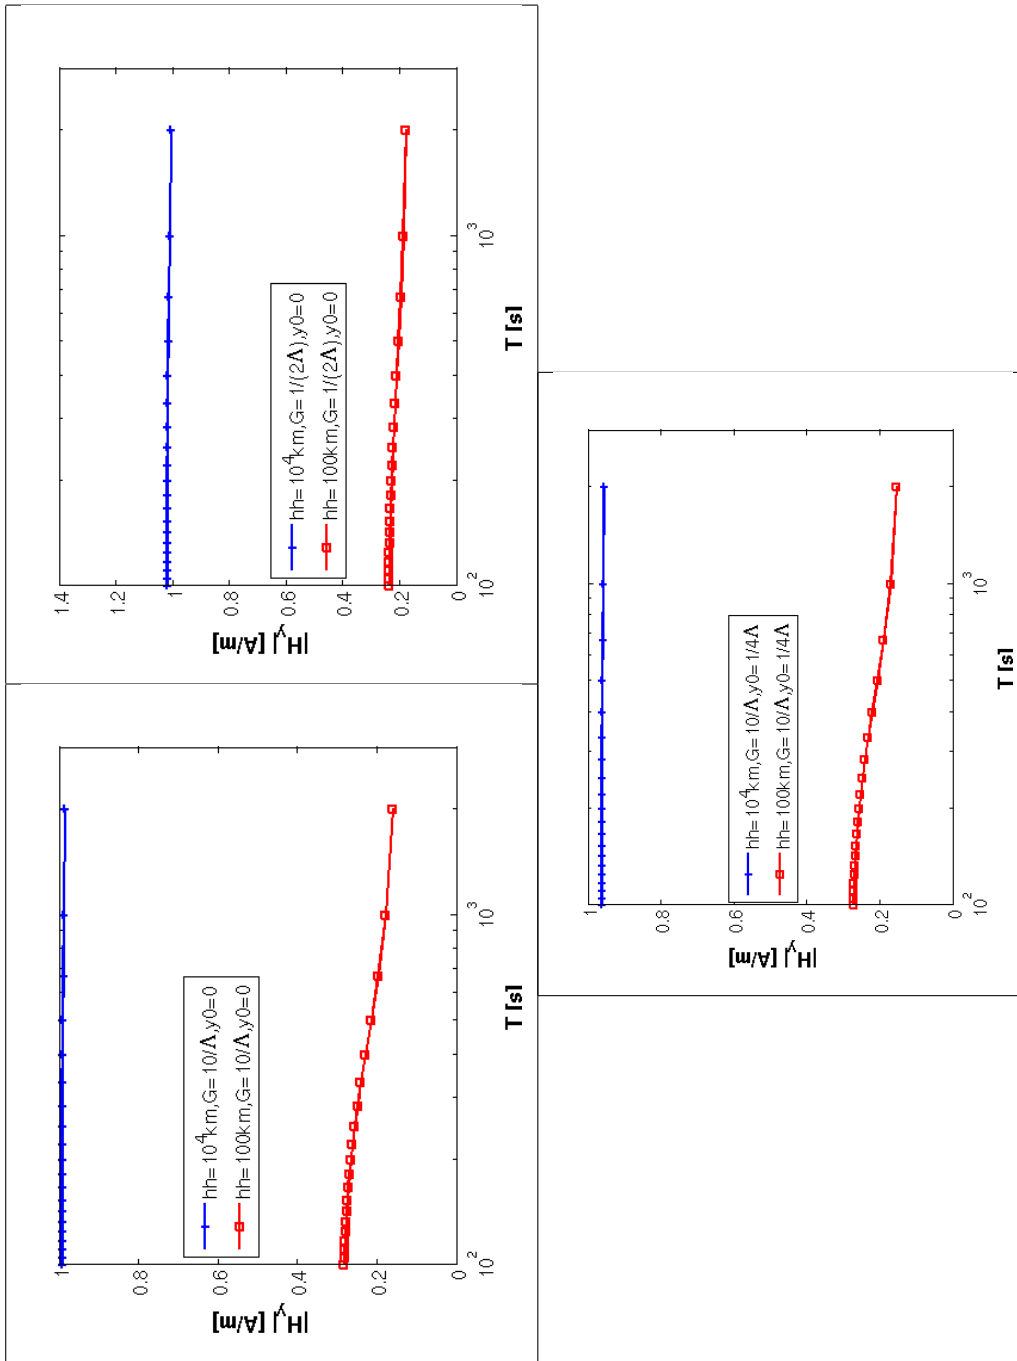 |H_y| [A/m]
1
0.8
0.6
0.4
0.2
0
hh=10^4km,G=10/Λ,y0=0
hh=100km,G=10/Λ,y0=0
10^2
10^3
T [s]
|H_y| [A/m]
1.4
1.2
1
0.8
0.6
0.4
0.2
0
hh=10^4km,G=1/(2Λ),y0=0
hh=100km,G=1/(2Λ),y0=0
10^2
10^3
T [s]
|H_y| [A/m]
1
0.8
0.6
0.4
0.2
0
hh=10^4km,G=10/Λ,y0=1/4Λ
hh=100km,G=10/Λ,y0=1/4Λ
10^2
10^3
T [s]